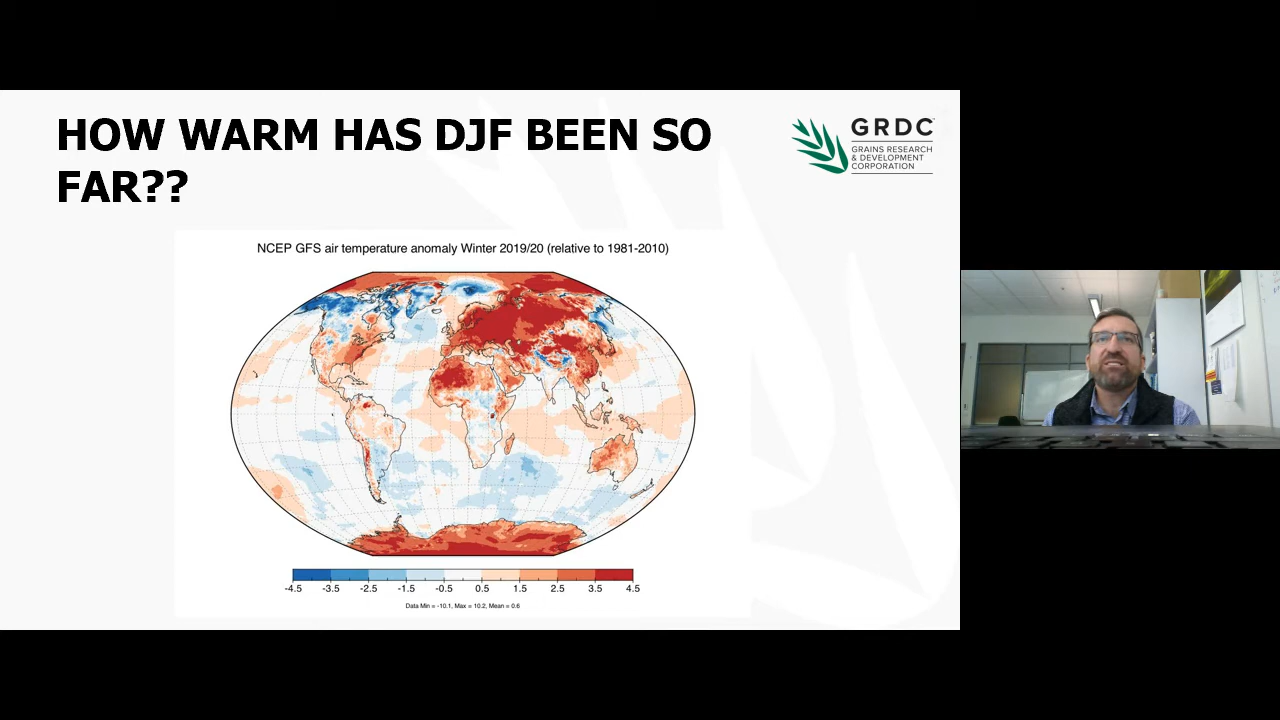 HOW WARM HAS DJF BEEN SO
FAR??
GRDC
GRAINS RESEARCH
& DEVELOPMENT
CORPORATION
NCEP GFS air temperature anomaly Winter 2019/20 (relative to 1981-2010)
-4.5 -3.5 -2.5 -1.5 -0.5 0.5 1.5 2.5 3.5 4.5
Data Min = -10.1, Max = 10.2, Mean = 0.6